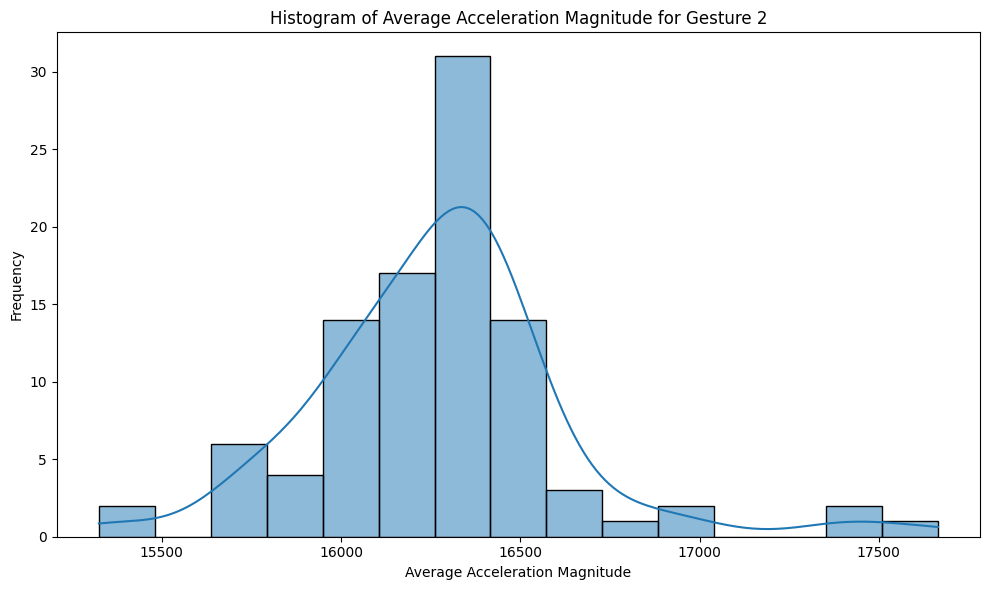 Histogram of Average Acceleration Magnitude for Gesture 2
Frequency
30
25
20
15
10
5
0
15500 16000 16500 17000 17500
Average Acceleration Magnitude